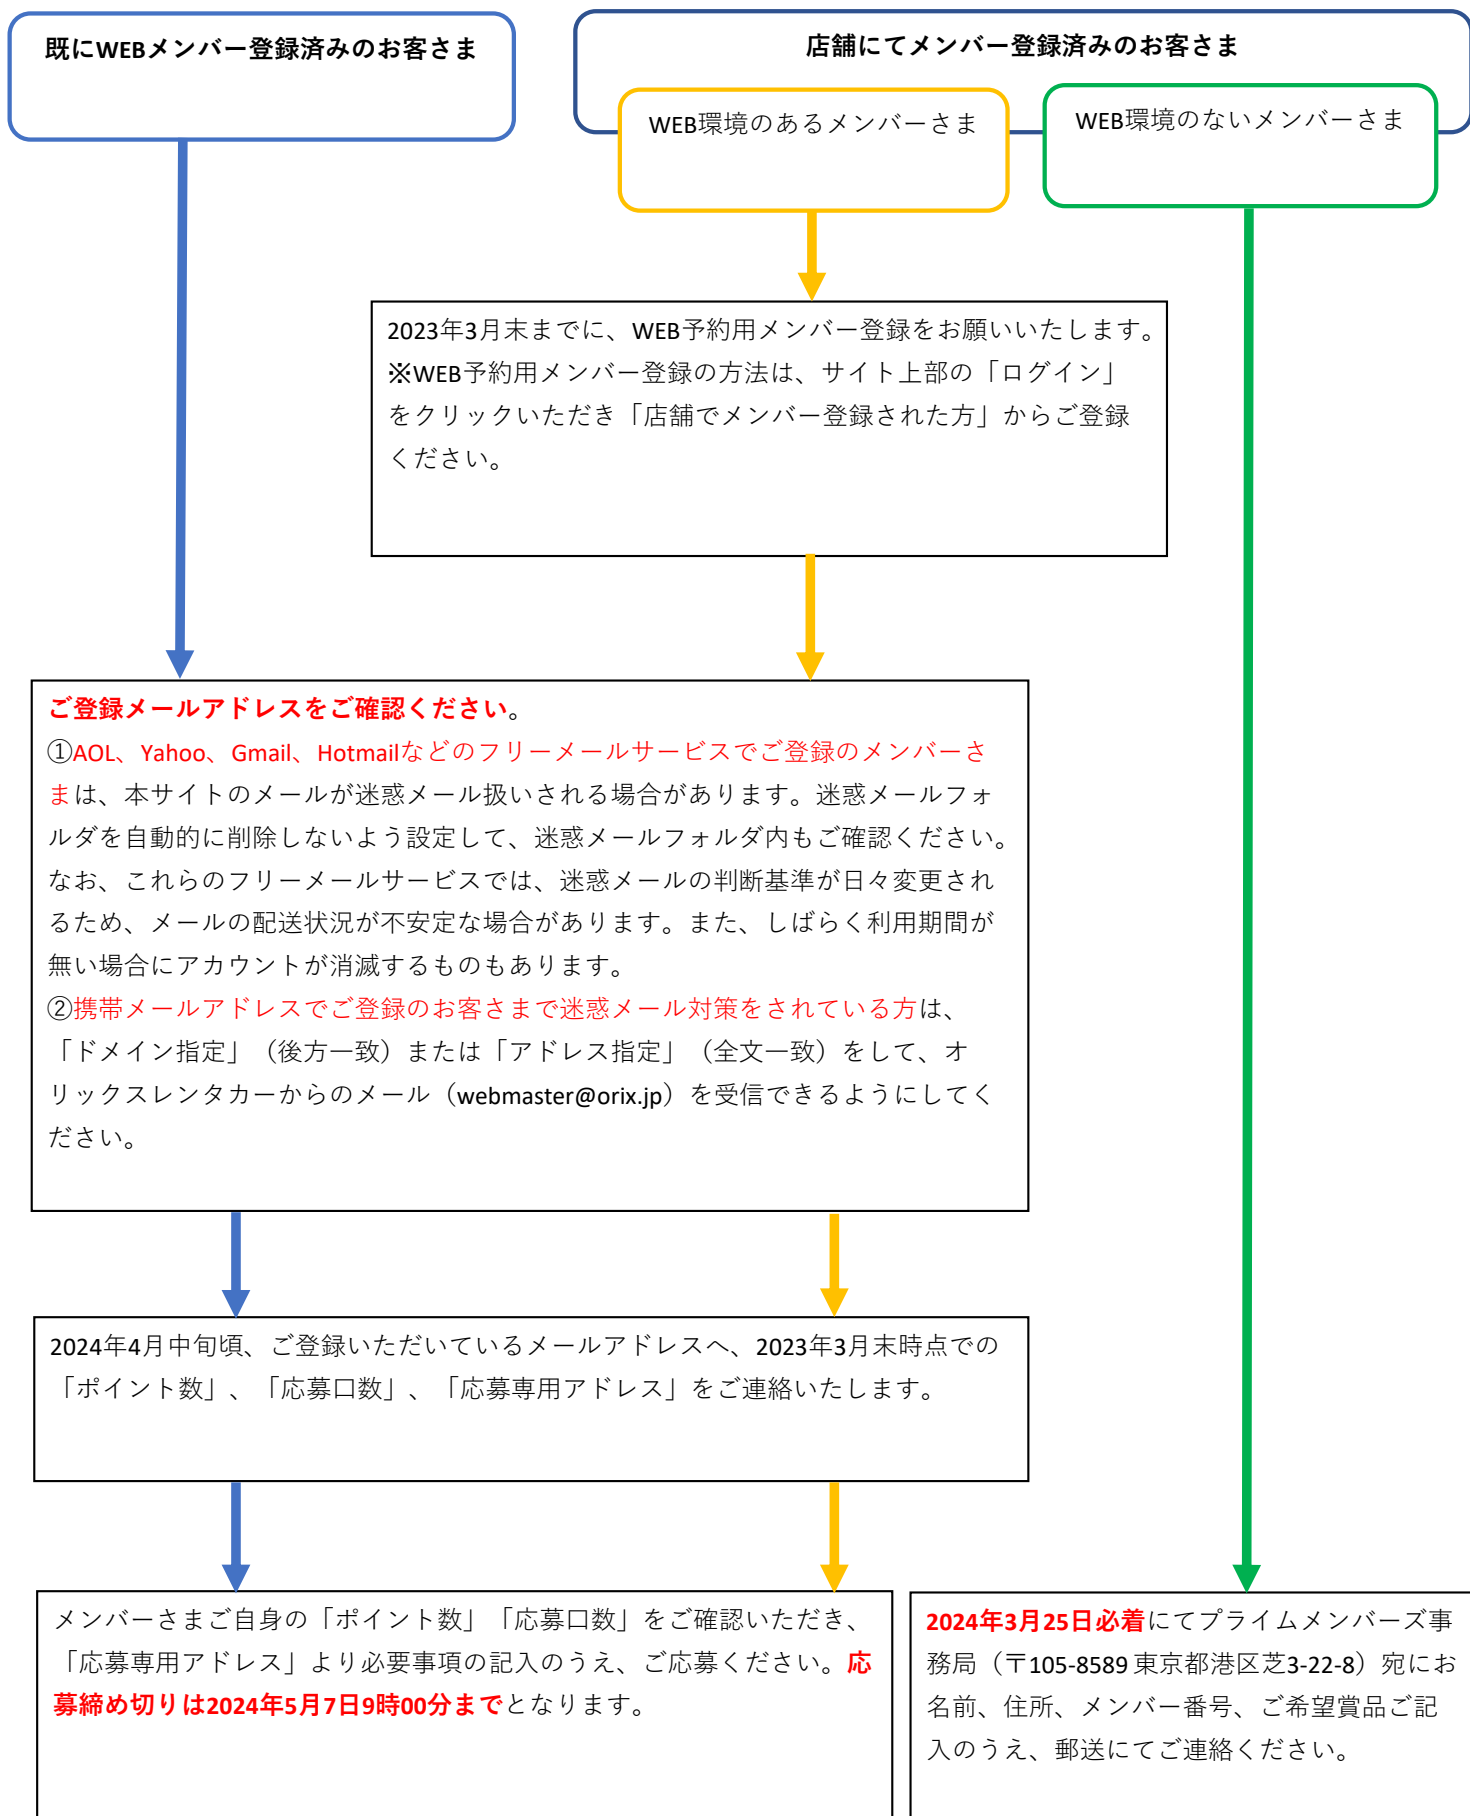 既にWEBメンバー登録済みのお客さま
店舗にてメンバー登録済みのお客さま
WEB環境のあるメンバーさま
WEB環境のないメンバーさま
2023年3月末までに、WEB予約用メンバー登録をお願いいたします。
※WEB予約用メンバー登録の方法は、サイト上部の「ログイン」
をクリックいただき「店舗でメンバー登録された方」からご登録
ください。
ご登録メールアドレスをご確認ください。
①AOL、Yahoo、Gmail、Hotmailなどのフリーメールサービスでご登録のメンバーさ
まは、本サイトのメールが迷惑メール扱いされる場合があります。迷惑メールフォ
ルダを自動的に削除しないよう設定して、迷惑メールフォルダ内もご確認ください。
なお、これらのフリーメールサービスでは、迷惑メールの判断基準が日々変更され
るため、メールの配送状況が不安定な場合があります。また、しばらく利用期間が
無い場合にアカウントが消滅するものもあります。
②携帯メールアドレスでご登録のお客さまで迷惑メール対策をされている方は、
「ドメイン指定」（後方一致）または「アドレス指定」（全文一致）をして、オ
リックスレンタカーからのメール（webmaster@orix.jp）を受信できるようにしてく
ださい。
2024年4月中旬頃、ご登録いただいているメールアドレスへ、2023年3月末時点での
「ポイント数」、「応募口数」、「応募専用アドレス」をご連絡いたします。
メンバーさまご自身の「ポイント数」「応募口数」をご確認いただき、
「応募専用アドレス」より必要事項の記入のうえ、ご応募ください。応
募締め切りは2024年5月7日9時00分までとなります。
2024年3月25日必着にてプライムメンバーズ事
務局（〒105-8589 東京都港区芝3-22-8）宛にお
名前、住所、メンバー番号、ご希望賞品ご記
入のうえ、郵送にてご連絡ください。